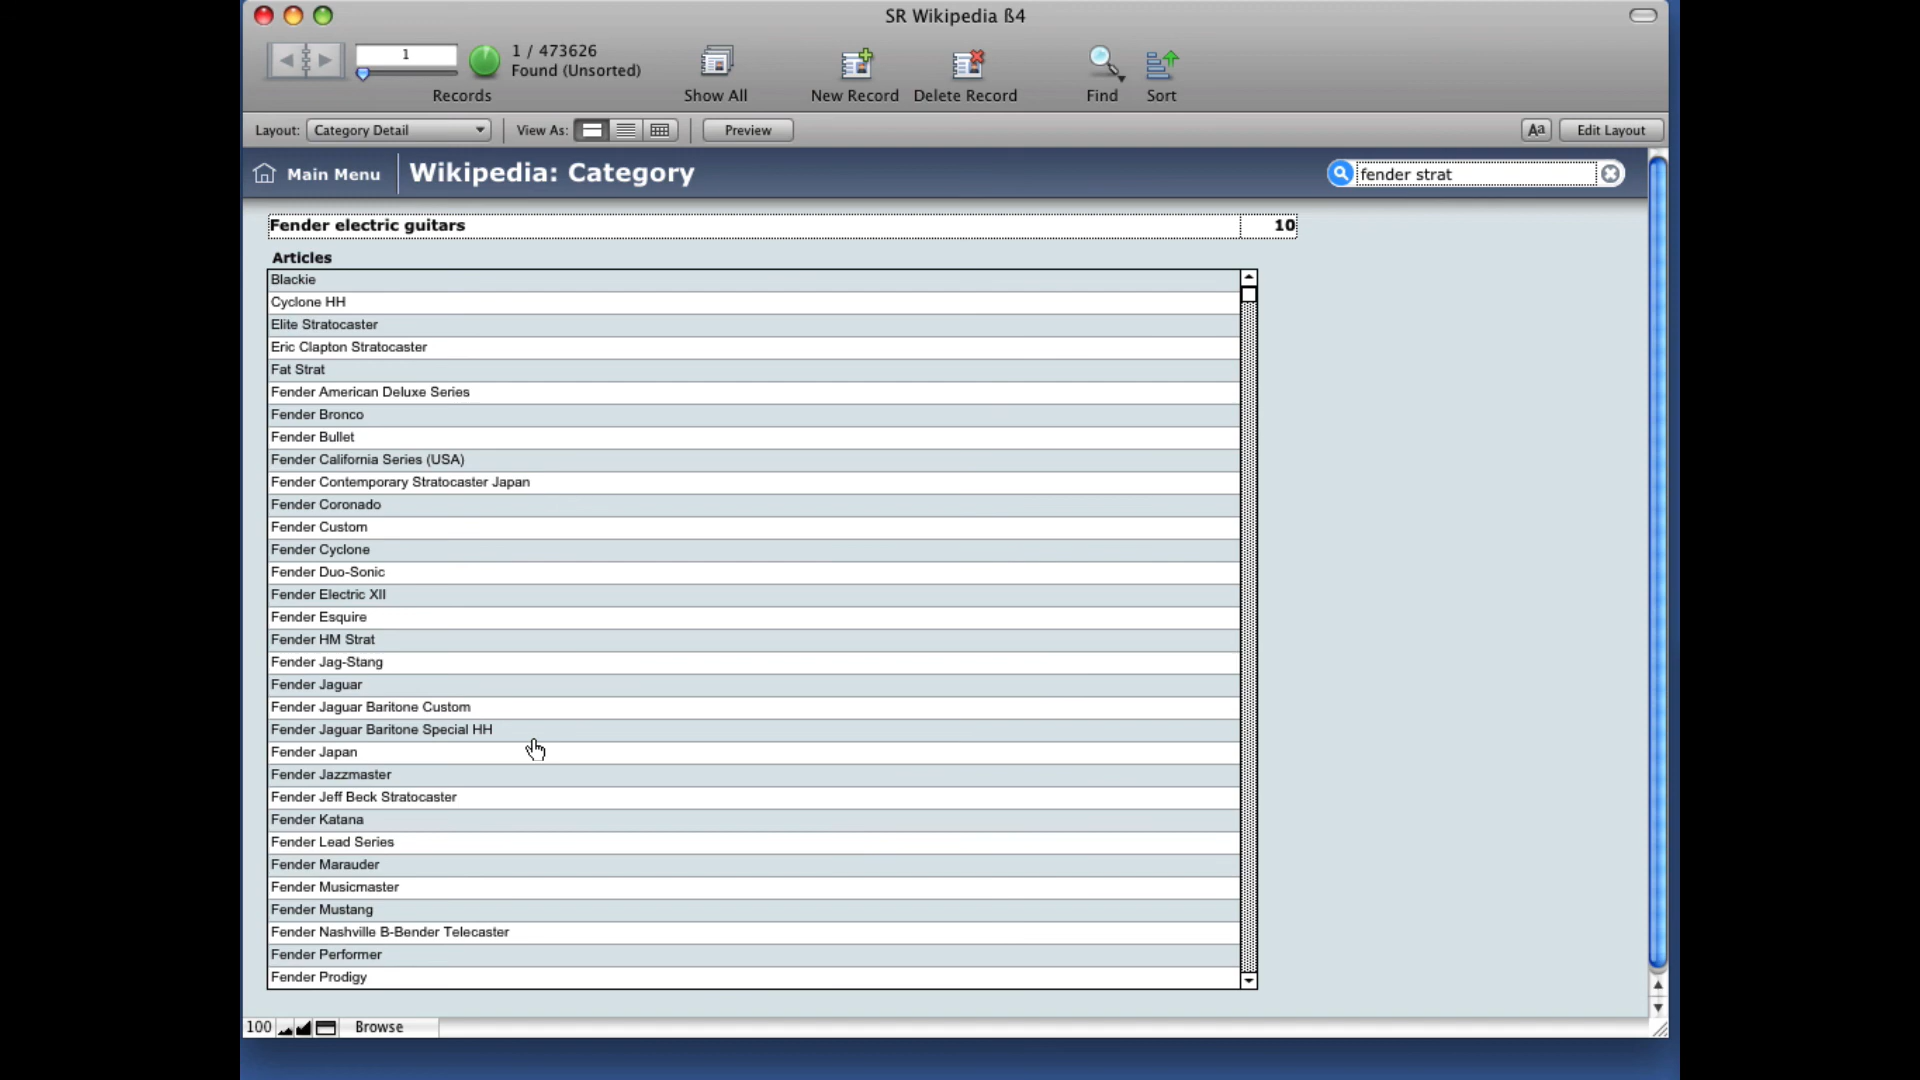 SR Wikipedia ß4
1
1 / 473626
Found (Unsorted)
Records
Show All
New Record
Delete Record
Find
Sort
Layout:
Category Detail
View As:
Preview
Aa
Edit Layout
Main Menu
Wikipedia: Category
fender strat
Fender electric guitars
10
Articles
Blackie
Cyclone HH
Elite Stratocaster
Eric Clapton Stratocaster
Fat Strat
Fender American Deluxe Series
Fender Bronco
Fender Bullet
Fender California Series (USA)
Fender Contemporary Stratocaster Japan
Fender Coronado
Fender Custom
Fender Cyclone
Fender Duo-Sonic
Fender Electric XII
Fender Esquire
Fender HM Strat
Fender Jag-Stang
Fender Jaguar
Fender Jaguar Baritone Custom
Fender Jaguar Baritone Special HH
Fender Japan
Fender Jazzmaster
Fender Jeff Beck Stratocaster
Fender Katana
Fender Lead Series
Fender Marauder
Fender Musicmaster
Fender Mustang
Fender Nashville B-Bender Telecaster
Fender Performer
Fender Prodigy
100
Browse